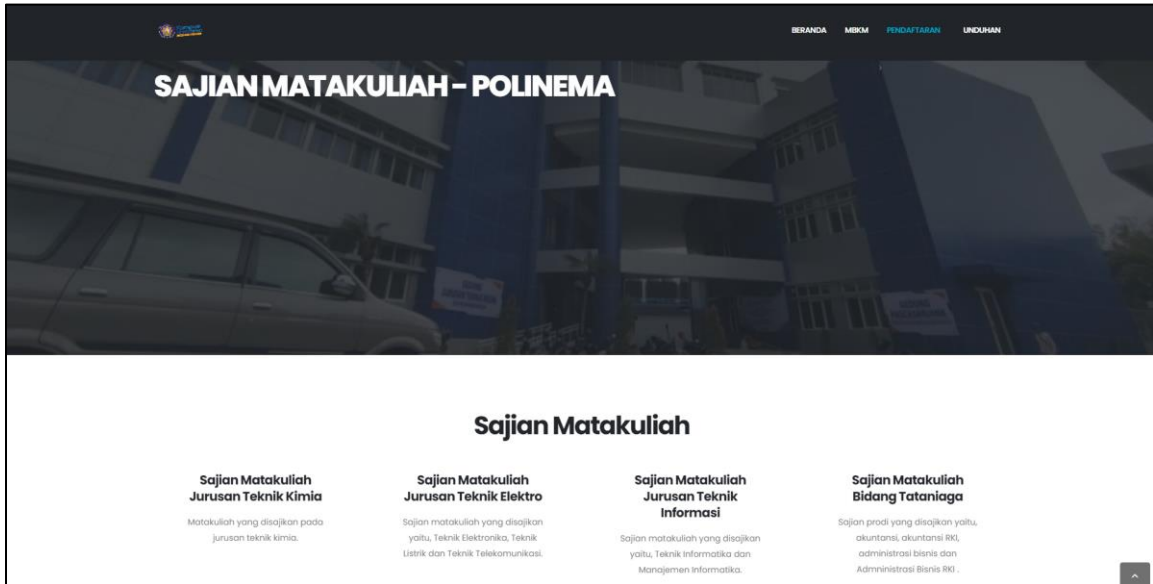 BERANDA MBKM PENDAFTARAN UNDUHAN
SAJIAN MATAKULIAH - POLINEMA
Sajian Matakuliah
Sajian Matakuliah
Jurusan Teknik Kimia
Matakuliah yang disajikan pada
jurusan teknik kimia.
Sajian Matakuliah
Jurusan Teknik Elektro
Sajian matakuliah yang disajikan
yaitu, Teknik Elektronika, Teknik
Listrik dan Teknik Telekomunikasi.
Sajian Matakuliah
Jurusan Teknik
Informasi
Sajian matakuliah yang disajikan
yaitu, Teknik Informatika dan
Manajemen Informatika.
Sajian Matakuliah
Bidang Tataniaga
Sajian prodi yang disajikan yaitu,
akuntansi, akuntansi RKI,
administrasi bisnis dan
Admninistrasi Bisnis RKI .